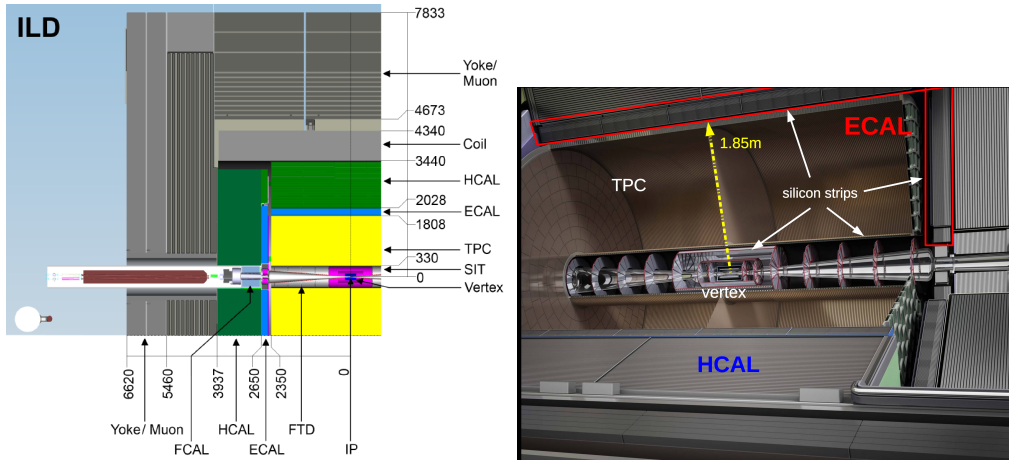 ILD
7833
Yoke/
Muon
4673
4340
Coil
3440
HCAL
2028
ECAL
1808
TPC
330
SIT
0
Vertex
6620
5460
3937
2650
2350
0
Yoke/ Muon
HCAL
FTD
FCAL
ECAL
IP
ECAL
1.85m
TPC
silicon strips
vertex
HCAL